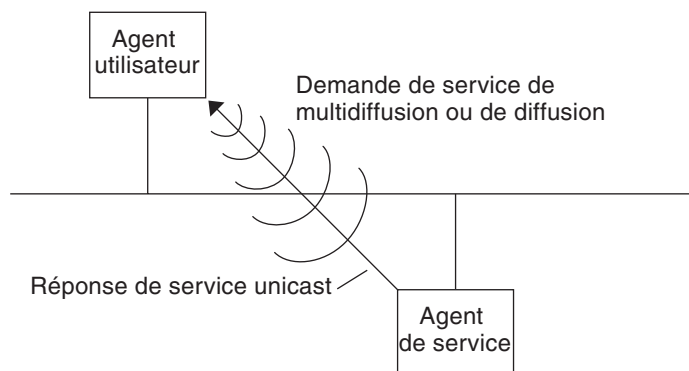 Agent
utilisateur
Demande de service de
multidiffusion ou de diffusion
Réponse de service unicast
Agent
de service